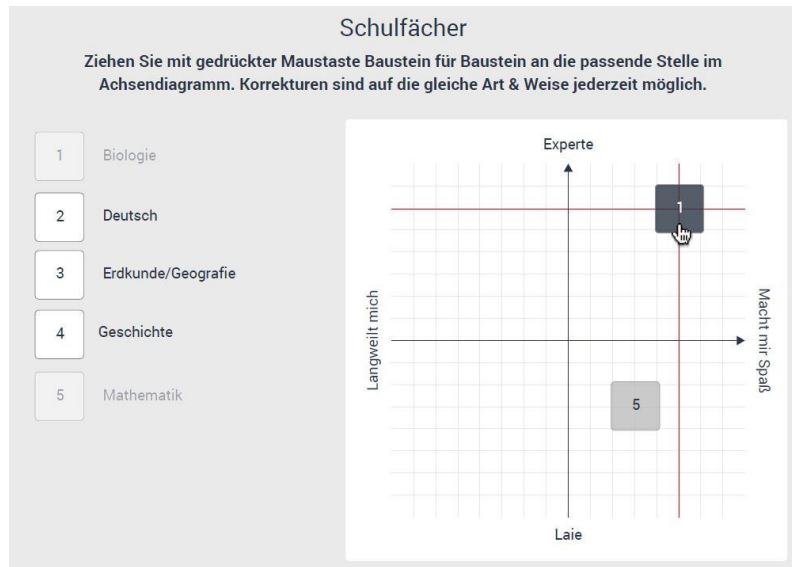 Schulfächer
Ziehen Sie mit gedrückter Maustaste Baustein für Baustein an die passende Stelle im
Achsendiagramm. Korrekturen sind auf die gleiche Art & Weise jederzeit möglich.
1 Biologie
2 Deutsch
3 Erdkunde/Geografie
4 Geschichte
5 Mathematik
Experte
1
Langweilt mich
Macht mir Spaß
5
Laie